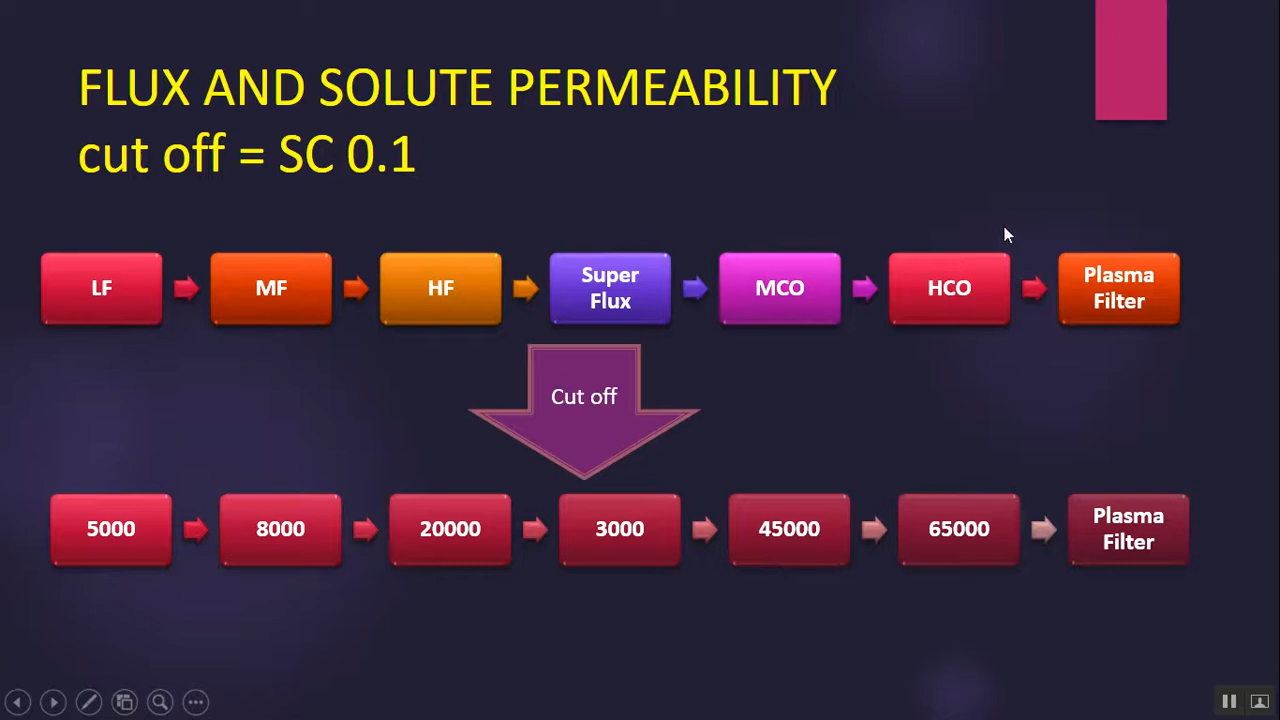 FLUX AND SOLUTE PERMEABILITY
cut off = SC 0.1
LF
MF
HF
Super
Flux
MCO
HCO
Plasma
Filter
Cut off
5000
8000
20000
3000
45000
65000
Plasma
Filter